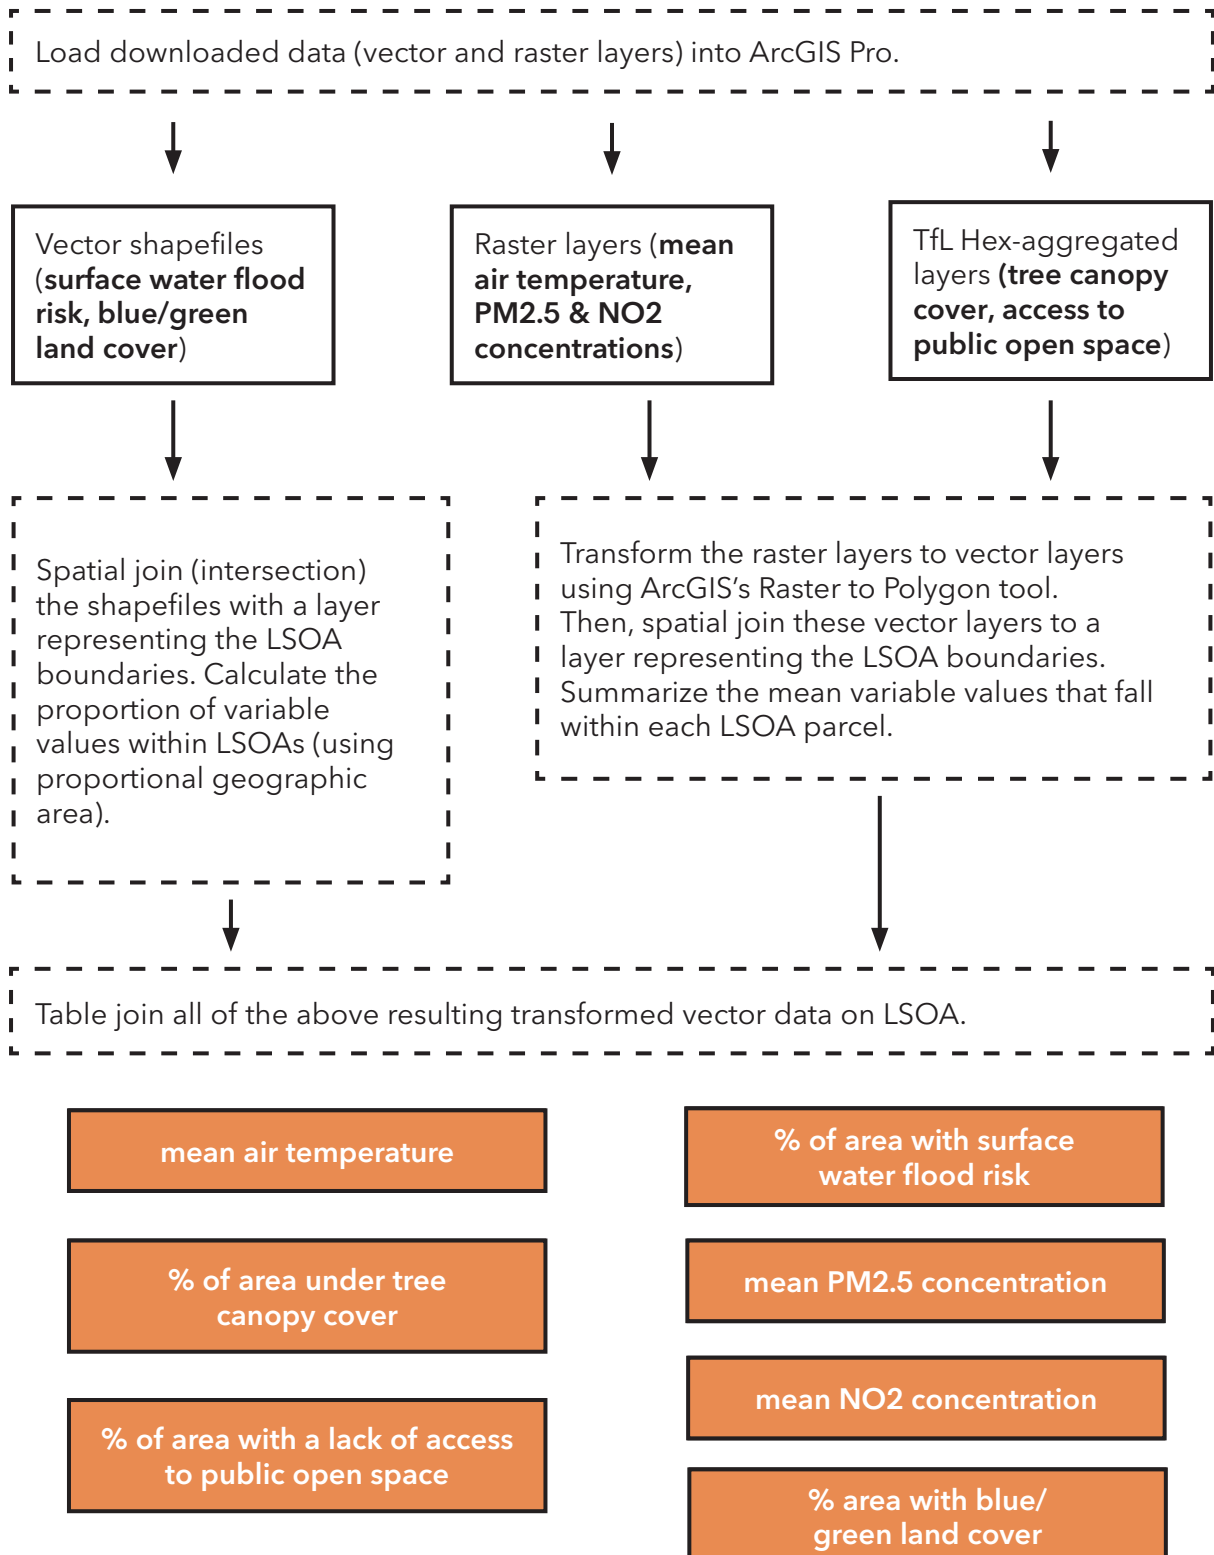 Load downloaded data (vector and raster layers) into ArcGIS Pro.
Vector shapefiles
(surface water flood
risk, blue/green
land cover)
Raster layers (mean
air temperature,
PM2.5 & NO2
concentrations)
TfL Hex-aggregated
layers (tree canopy
cover, access to
public open space)
Spatial join (intersection)
the shapefiles with a layer
representing the LSOA
boundaries. Calculate the
proportion of variable
values within LSOAs (using
proportional geographic
area).
Transform the raster layers to vector layers
using ArcGIS's Raster to Polygon tool.
Then, spatial join these vector layers to a
layer representing the LSOA boundaries.
Summarize the mean variable values that fall
within each LSOA parcel.
Table join all of the above resulting transformed vector data on LSOA.
mean air temperature
% of area under tree
canopy cover
% of area with a lack of access
to public open space
% of area with surface
water flood risk
mean PM2.5 concentration
mean NO2 concentration
% area with blue/
green land cover